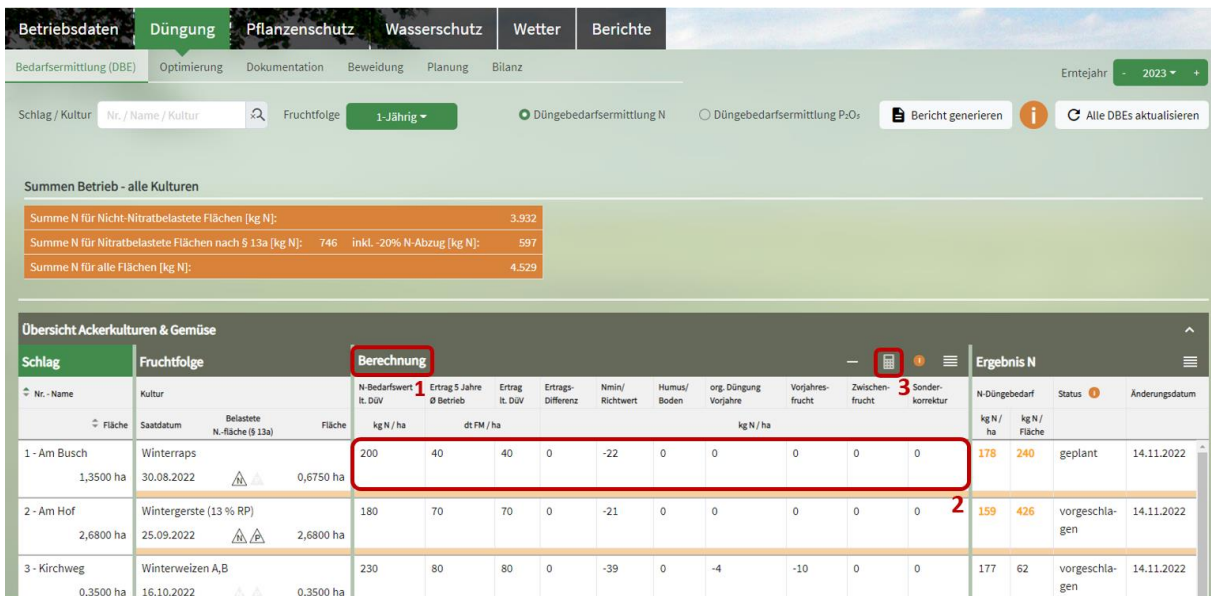 Betriebsdaten Düngung Pflanzenschutz Wasserschutz Wetter Berichte
Bedarfsermittlung (DBE) Optimierung Dokumentation Beweidung Planung Bilanz Erntejahr - 2023 +
Schlag / Kultur Nr. / Name / Kultur Fruchtfolge 1-Jährig Düngebedarfsermittlung N Düngebedarfsermittlung P₂O₅ Bericht generieren i Alle DBEs aktualisieren
Summen Betrieb - alle Kulturen
Summe N für Nicht-Nitratbelastete Flächen [kg N]: 3.932
Summe N für Nitratbelastete Flächen nach § 13a [kg N]: 746 inkl. -20% N-Abzug [kg N]: 597
Summe N für alle Flächen [kg N]: 4.529
Übersicht Ackerkulturen & Gemüse
Schlag Fruchtfolge Berechnung 1 3 Ergebnis N
Nr. - Name Kultur N-Bedarfswert lt. DüV Ertrag 5 Jahre Ø Betrieb Ertrag lt. DüV Ertrags-Differenz Nmin/ Richtwert Humus/ Boden org. Düngung Vorjahre Vorjahres-frucht Zwischen-frucht Sonder-korrektur N-Düngebedarf Status Änderungsdatum
Fläche Saatdatum Belastete N.-fläche (§ 13a) Fläche kg N / ha dt FM / ha kg N / ha kg N / ha kg N / Fläche
1 - Am Busch Winterraps 200 40 40 0 -22 0 0 0 0 0 178 240 geplant 14.11.2022
1,3500 ha 30.08.2022 N 0,6750 ha
2
2 - Am Hof Wintergerste (13 % RP) 180 70 70 0 -21 0 0 0 0 0 159 426 vorgeschla-gen 14.11.2022
2,6800 ha 25.09.2022 N P 2,6800 ha
3 - Kirchweg Winterweizen A,B 230 80 80 0 -39 0 -4 -10 0 0 177 62 vorgeschla-gen 14.11.2022
0,3500 ha 16.10.2022 0,3500 ha